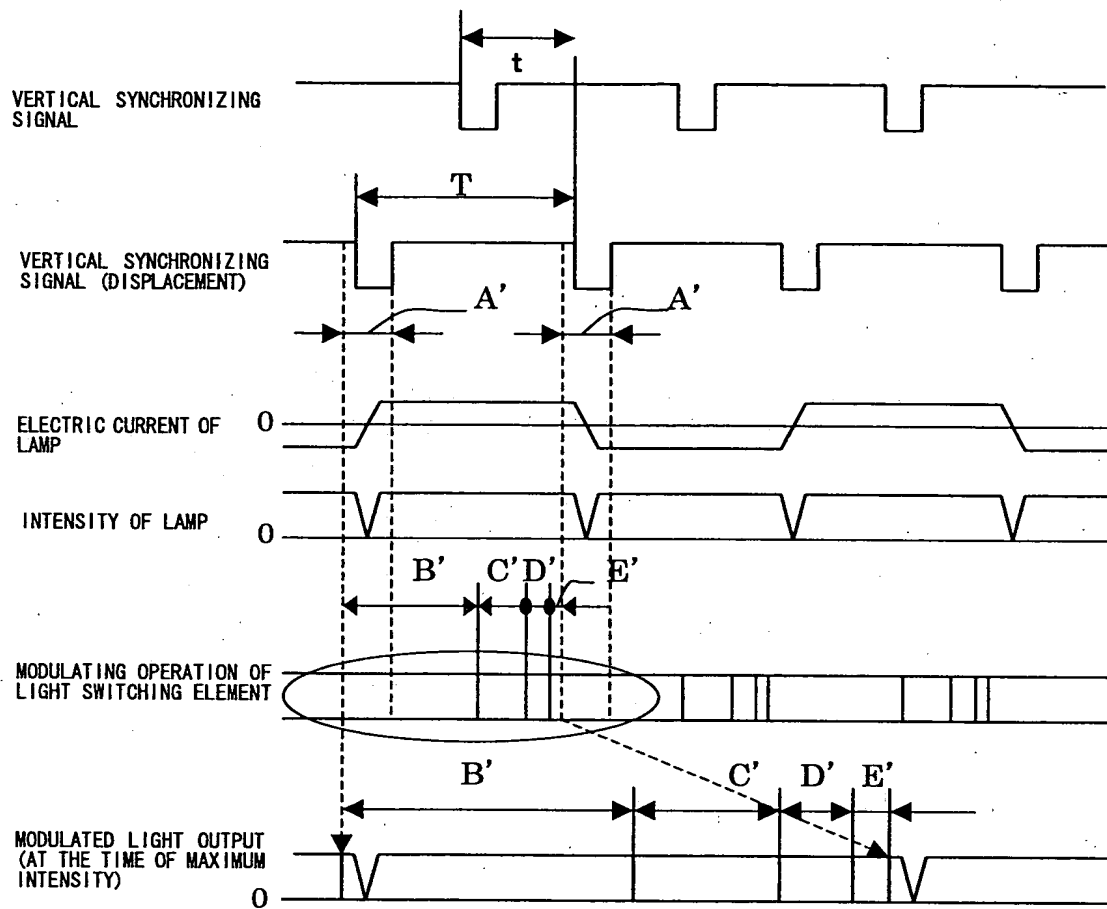 t
VERTICAL SYNCHRONIZING
SIGNAL
T
VERTICAL SYNCHRONIZING
SIGNAL (DISPLACEMENT)
A' A'
ELECTRIC CURRENT OF
LAMP
0
INTENSITY OF LAMP
0
B' C' D' E'
MODULATING OPERATION OF
LIGHT SWITCHING ELEMENT
B' C' D' E'
MODULATED LIGHT OUTPUT
(AT THE TIME OF MAXIMUM
INTENSITY)
0